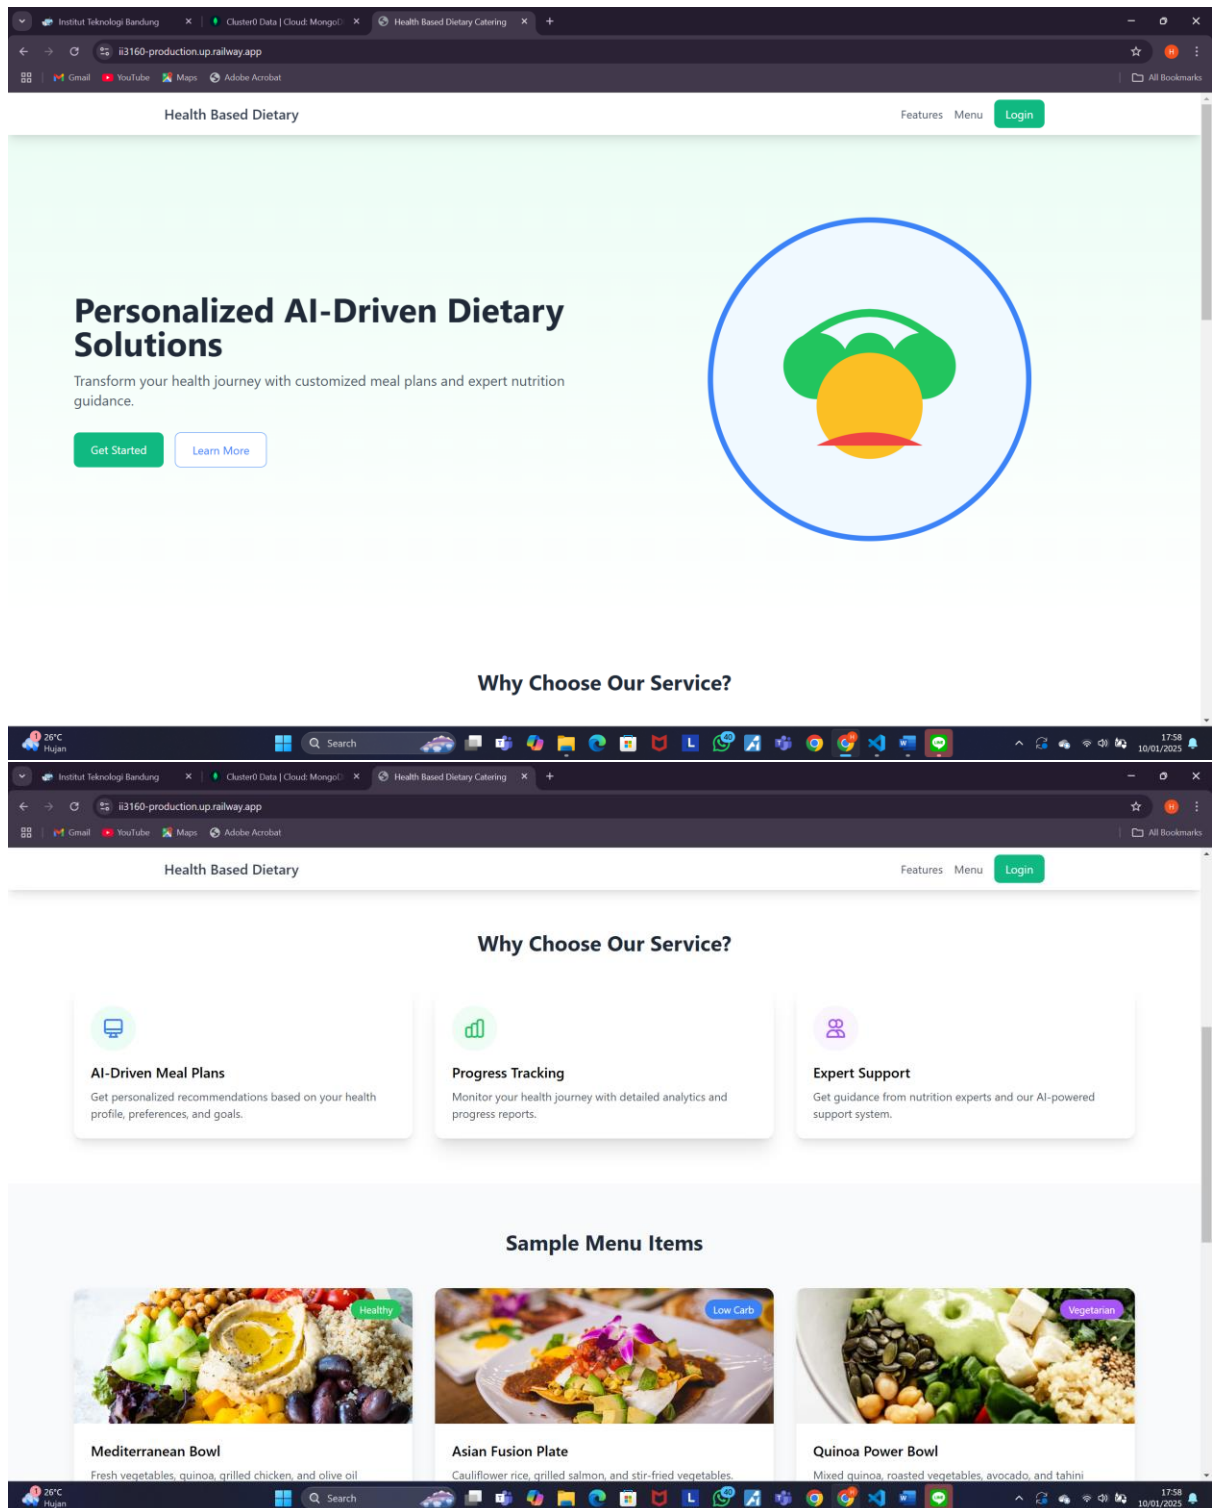 Institut Teknologi Bandung
Cluster0 Data | Cloud: MongoD
Health Based Dietary Catering
ii3160-production.up.railway.app
Gmail YouTube Maps Adobe Acrobat All Bookmarks
Health Based Dietary Features Menu Login
Personalized AI-Driven Dietary
Solutions
Transform your health journey with customized meal plans and expert nutrition
guidance.
Get Started Learn More
Why Choose Our Service?
26°C
Hujan
Search
17:58
10/01/2025
Institut Teknologi Bandung
Cluster0 Data | Cloud: MongoD
Health Based Dietary Catering
ii3160-production.up.railway.app
Gmail YouTube Maps Adobe Acrobat All Bookmarks
Health Based Dietary Features Menu Login
Why Choose Our Service?
AI-Driven Meal Plans
Get personalized recommendations based on your health
profile, preferences, and goals.
Progress Tracking
Monitor your health journey with detailed analytics and
progress reports.
Expert Support
Get guidance from nutrition experts and our AI-powered
support system.
Sample Menu Items
Healthy
Low Carb
Vegetarian
Mediterranean Bowl
Fresh vegetables, quinoa, grilled chicken, and olive oil
Asian Fusion Plate
Cauliflower rice, grilled salmon, and stir-fried vegetables.
Quinoa Power Bowl
Mixed quinoa, roasted vegetables, avocado, and tahini
26°C
Hujan
Search
17:58
10/01/2025